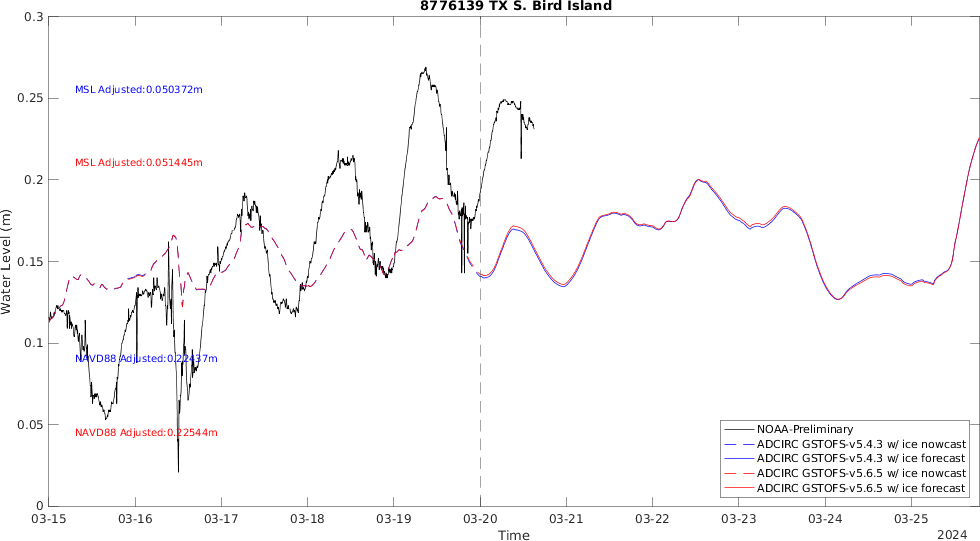 8776139 TX S. Bird Island
0.3
0.25
0.2
0.15
0.1
0.05
0
Water Level (m)
MSL Adjusted:0.050372m
MSL Adjusted:0.051445m
NAVD88 Adjusted:0.22437m
NAVD88 Adjusted:0.22544m
NOAA-Preliminary
ADCIRC GSTOFS-v5.4.3 w/ ice nowcast
ADCIRC GSTOFS-v5.4.3 w/ ice forecast
ADCIRC GSTOFS-v5.6.5 w/ ice nowcast
ADCIRC GSTOFS-v5.6.5 w/ ice forecast
03-15 03-16 03-17 03-18 03-19 03-20 03-21 03-22 03-23 03-24 03-25
Time
2024